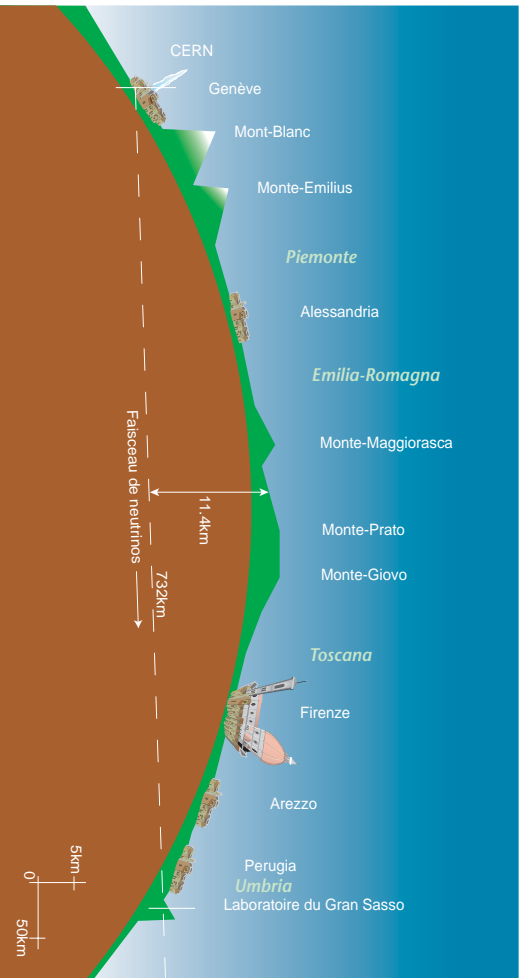 CERN
Genève
Mont-Blanc
Monte-Emilius
Piemonte
Alessandria
Emilia-Romagna
Monte-Maggiorasca
Faisceau de neutrinos
11.4km
Monte-Prato
732km
Monte-Giovo
Toscana
Firenze
Arezzo
Perugia
Umbria
Laboratoire du Gran Sasso
5km
0
50km